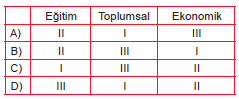 Eğitim Toplumsal Ekonomik
A) II I III
B) II III I
C) I III II
D) III I II